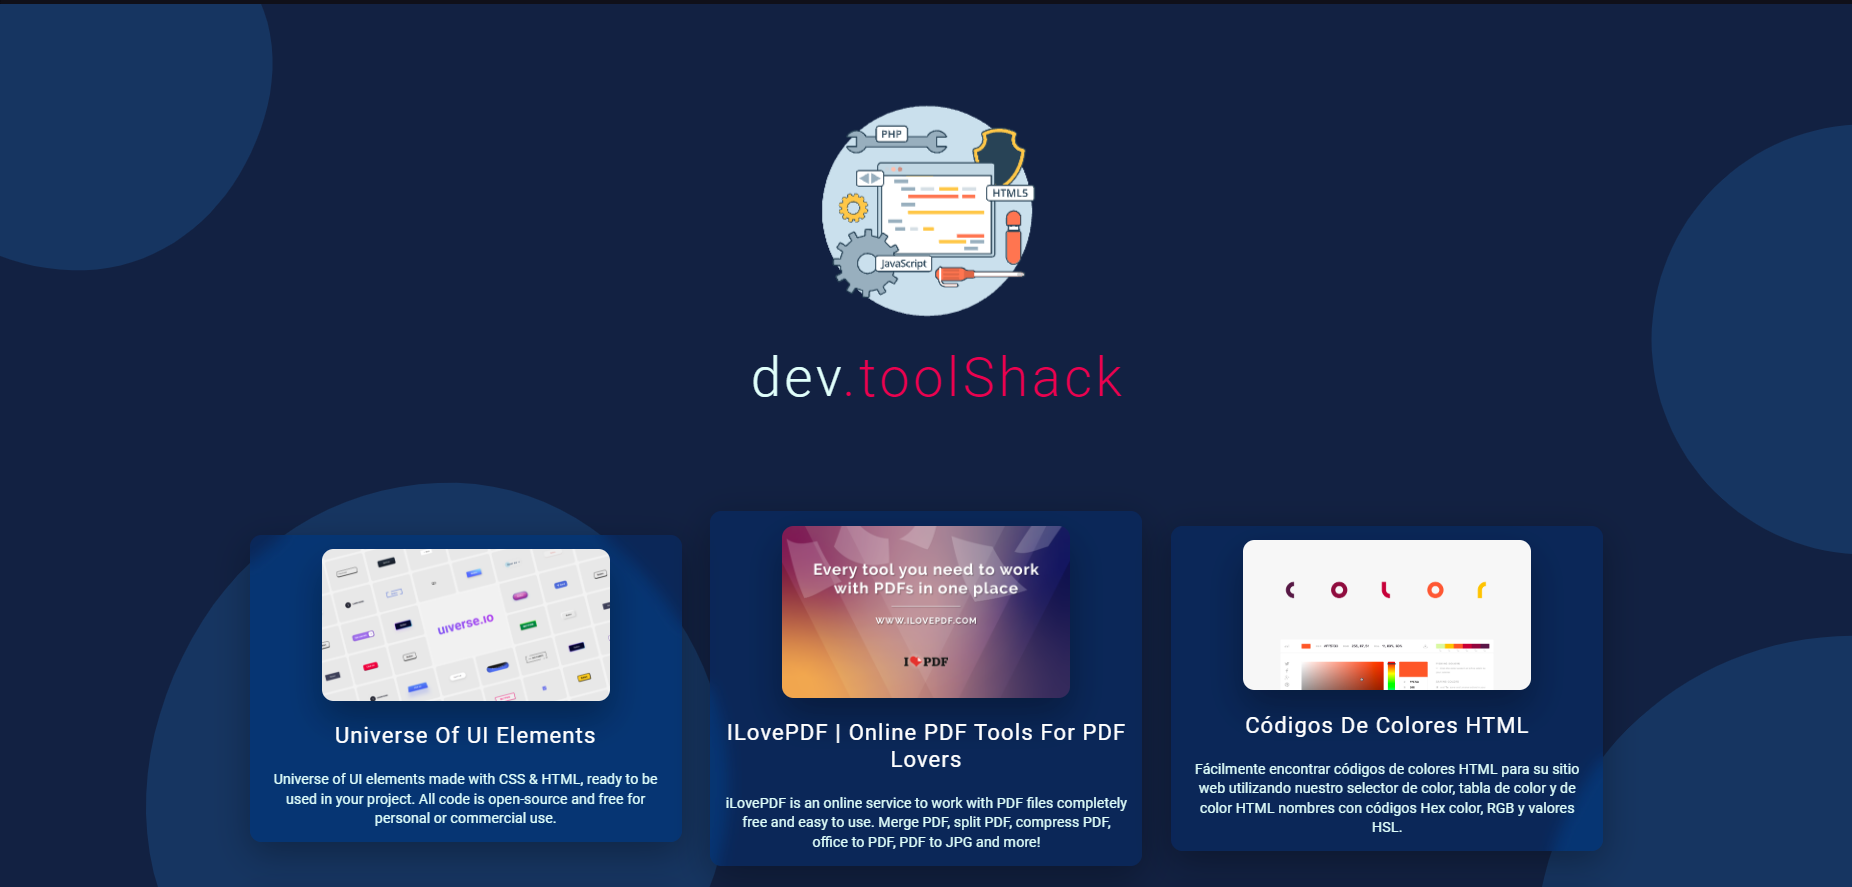 PHP
HTML5
JavaScript
dev.toolShack
uiverse.io
Universe Of UI Elements
Universe of UI elements made with CSS & HTML, ready to be
used in your project. All code is open-source and free for
personal or commercial use.
Every tool you need to work
with PDFs in one place
WWW.ILOVEPDF.COM
I PDF
ILovePDF | Online PDF Tools For PDF
Lovers
iLovePDF is an online service to work with PDF files completely
free and easy to use. Merge PDF, split PDF, compress PDF,
office to PDF, PDF to JPG and more!
color
Códigos De Colores HTML
Fácilmente encontrar códigos de colores HTML para su sitio
web utilizando nuestro selector de color, tabla de color y de
color HTML nombres con códigos Hex color, RGB y valores
HSL.